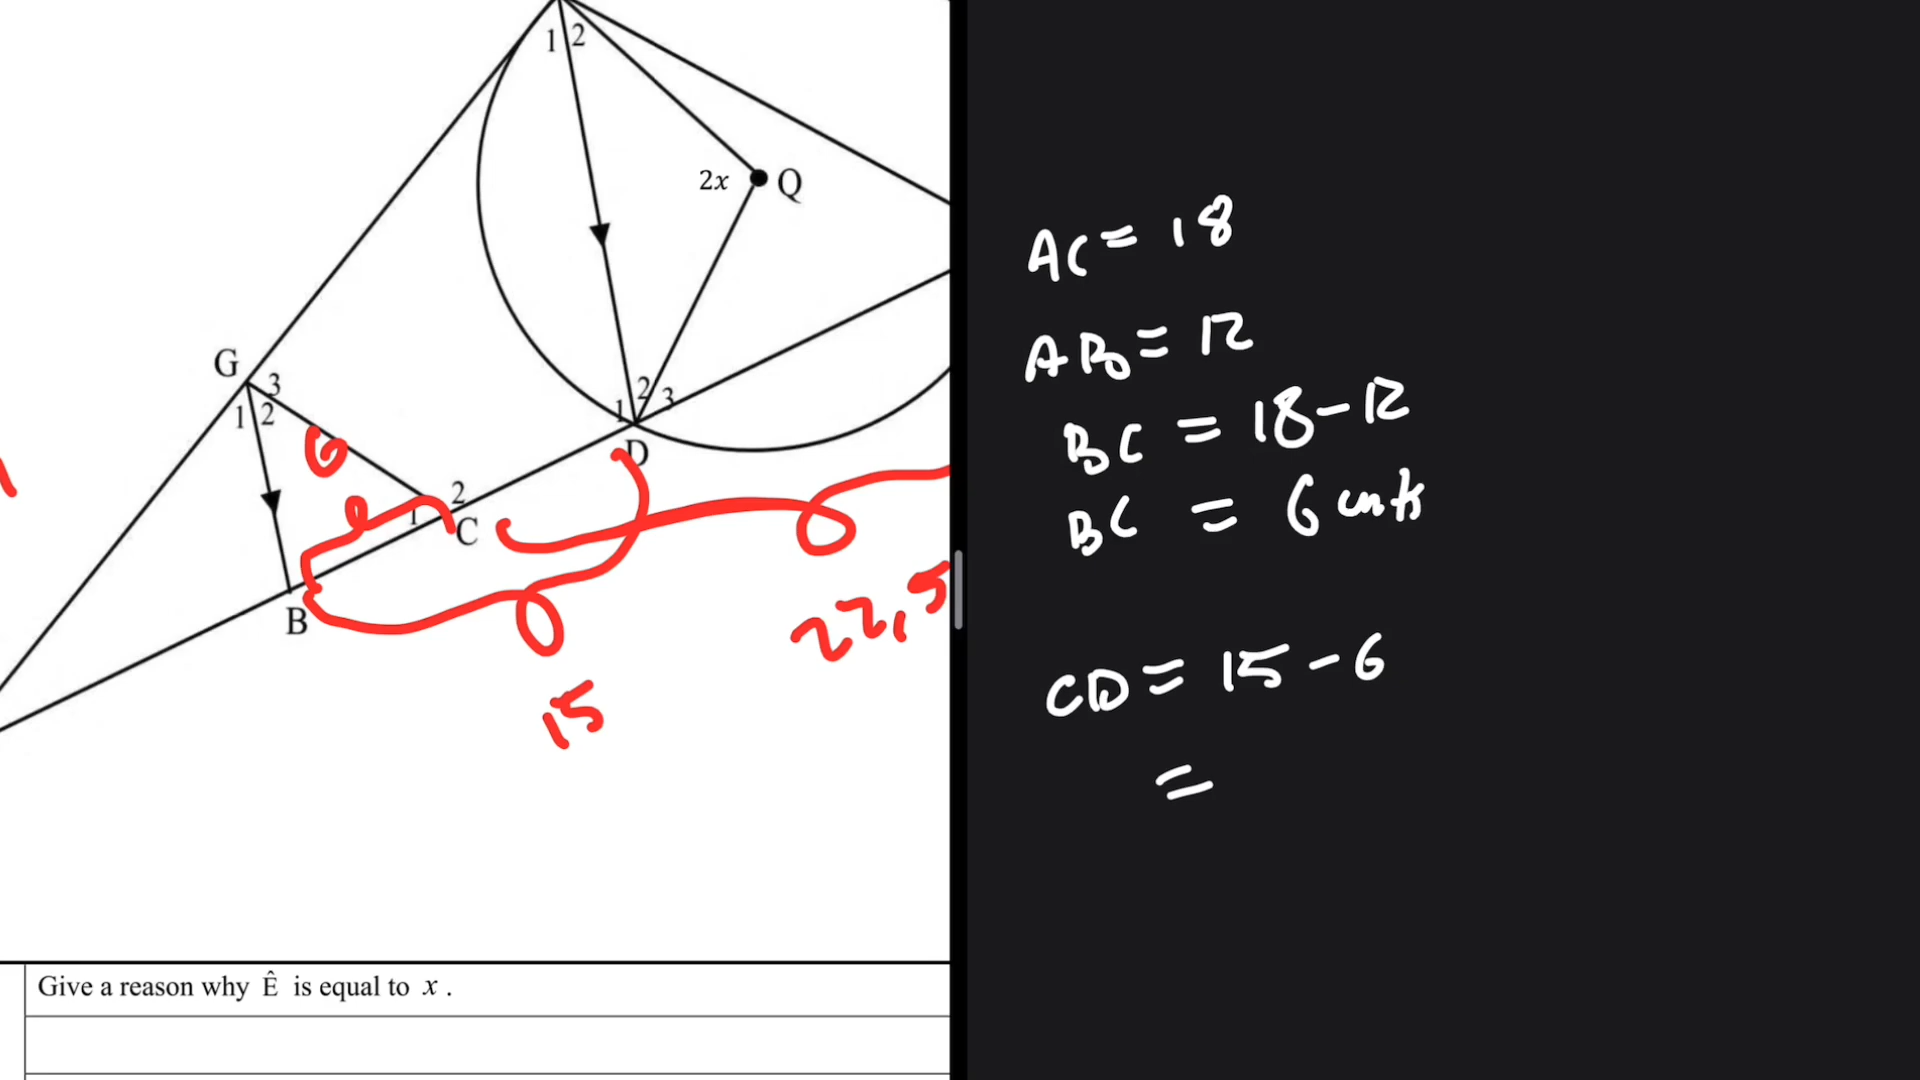 1 2
2x Q
G 3
1 2
6
1 2 3
D
1 2
C
B
15
22,5
AC = 18
AB = 12
BC = 18 - 12
BC = 6 units
CD = 15 - 6
=
Give a reason why Ê is equal to x .